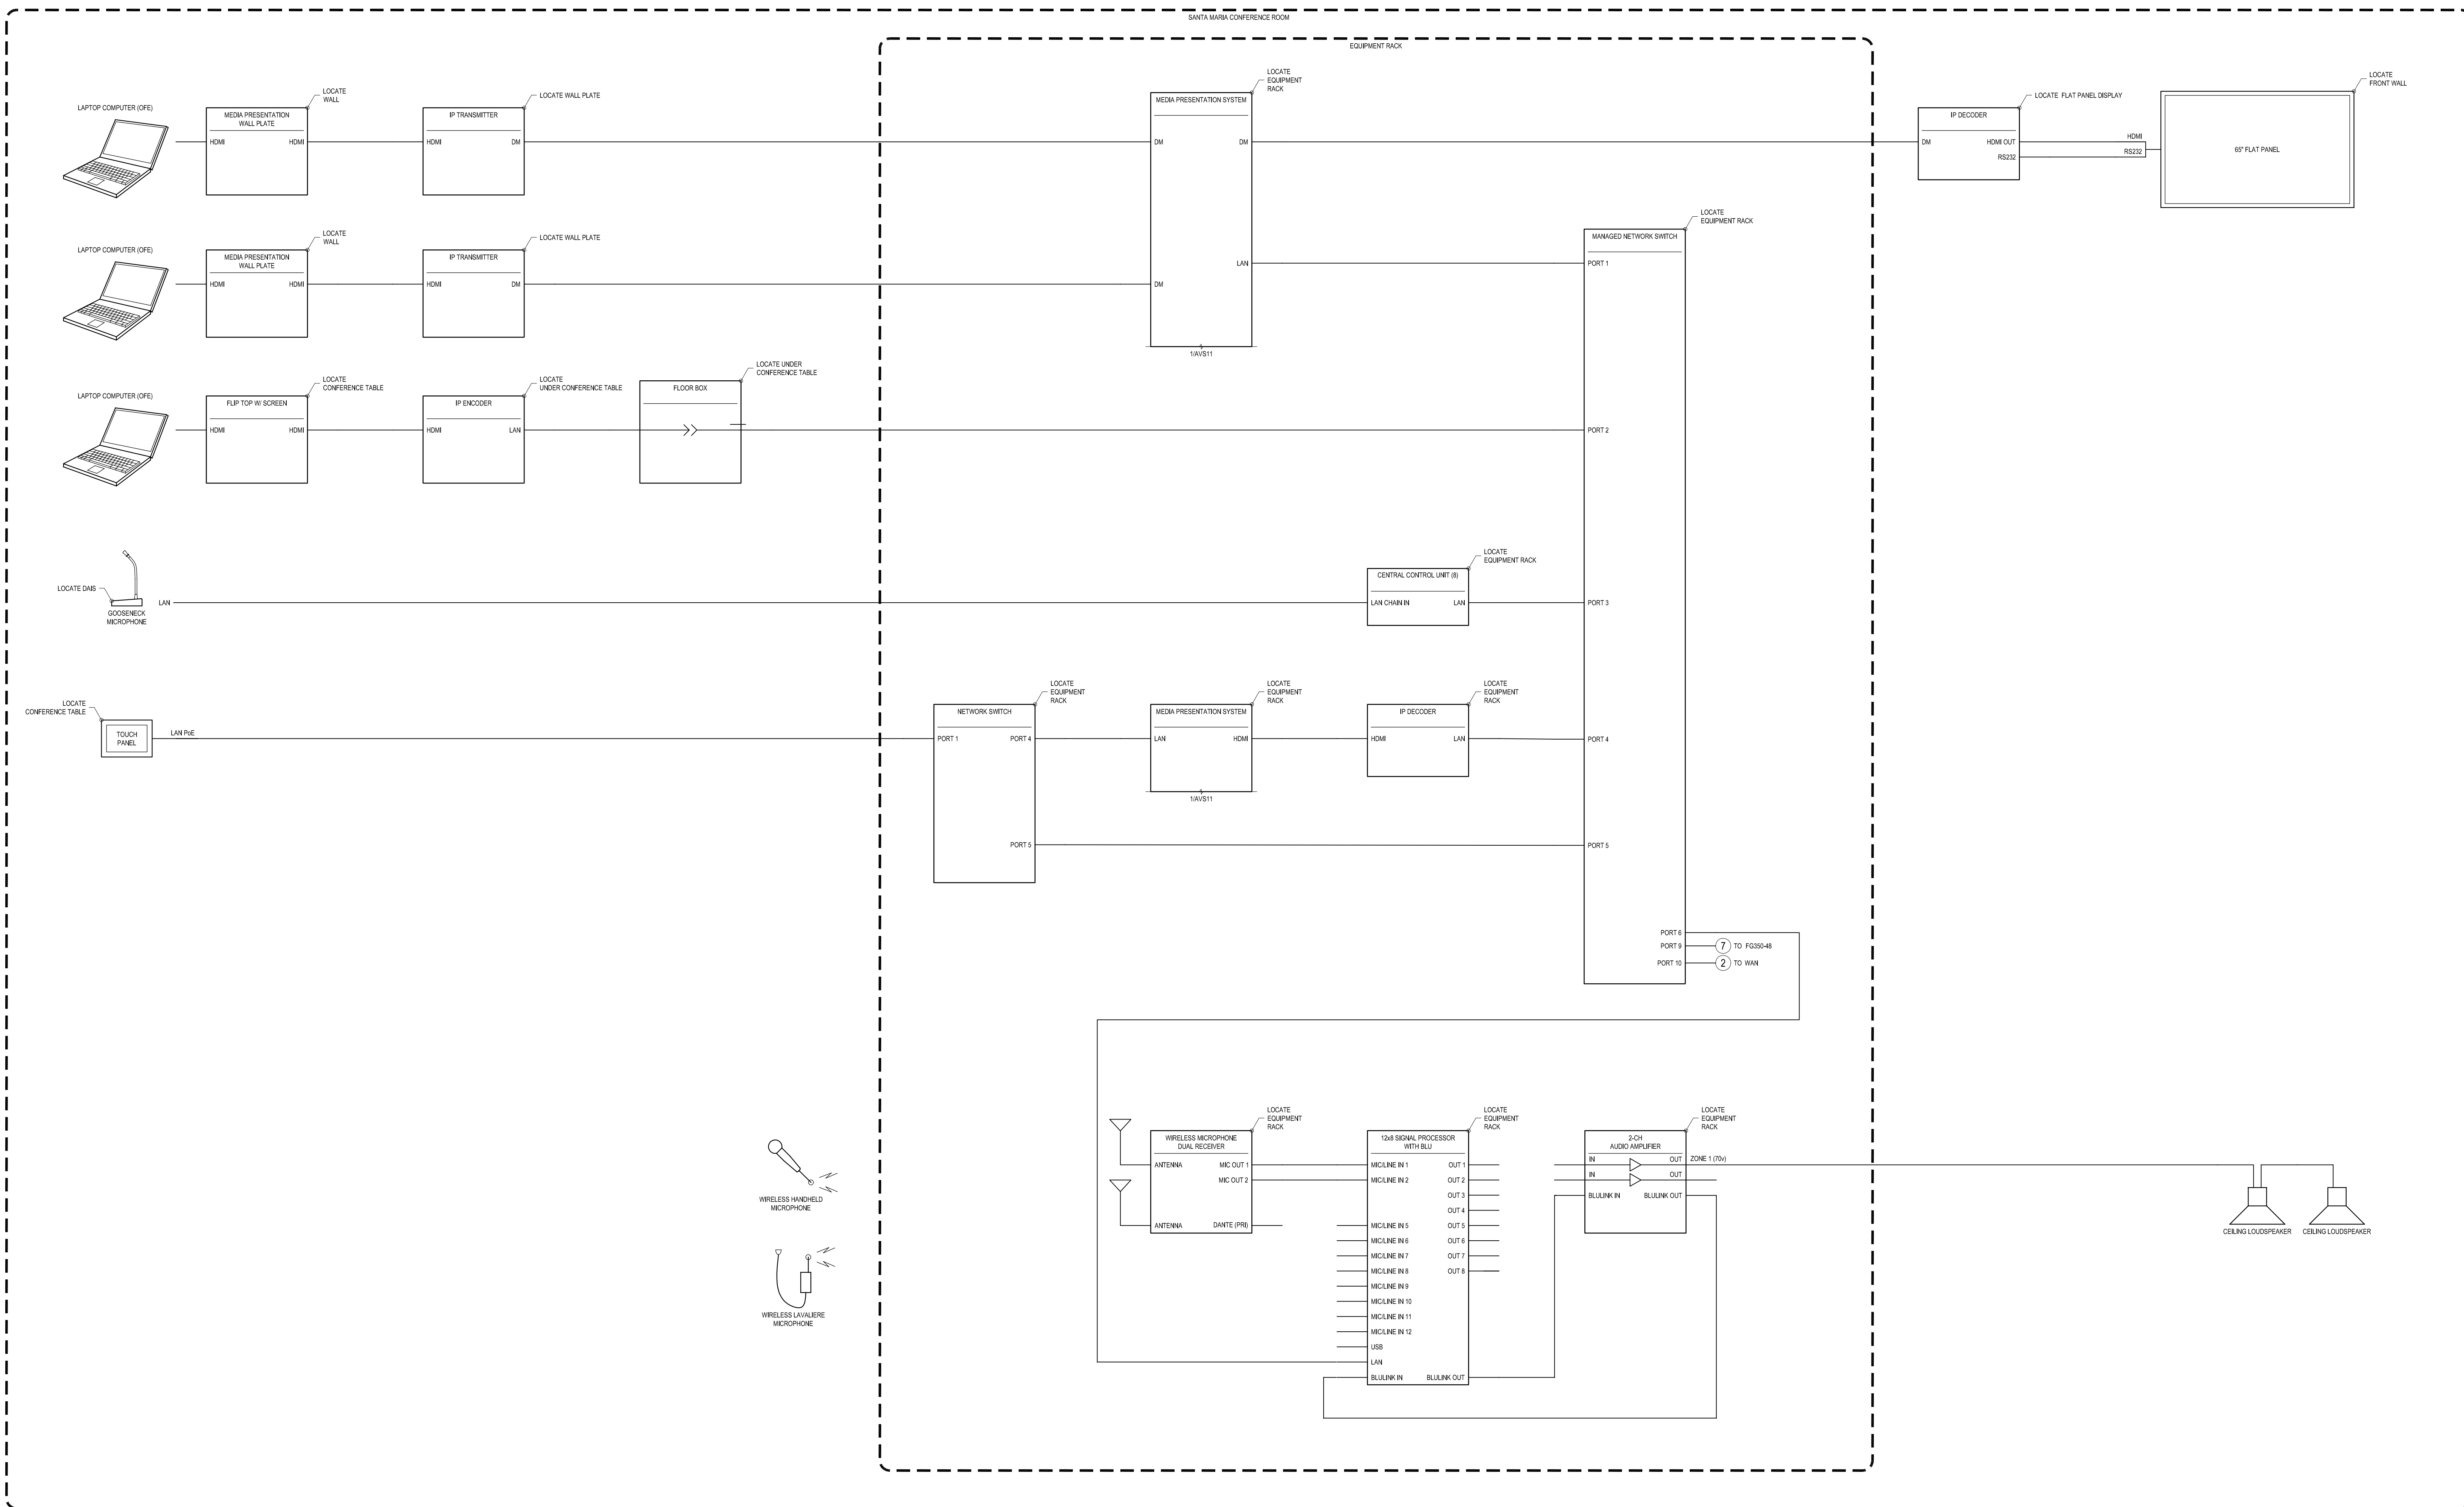 SANTA MARIA CONFERENCE ROOM
EQUIPMENT RACK
LAPTOP COMPUTER (OFE)
LOCATE
WALL
MEDIA PRESENTATION
WALL PLATE
HDMI
HDMI
LOCATE WALL PLATE
IP TRANSMITTER
HDMI
DM
LOCATE
EQUIPMENT
RACK
MEDIA PRESENTATION SYSTEM
DM
DM
LAN
DM
1/AVS11
LOCATE FLAT PANEL DISPLAY
IP DECODER
DM
HDMI OUT
RS232
HDMI
RS232
LOCATE
FRONT WALL
65" FLAT PANEL
LAPTOP COMPUTER (OFE)
LOCATE
WALL
MEDIA PRESENTATION
WALL PLATE
HDMI
HDMI
LOCATE WALL PLATE
IP TRANSMITTER
HDMI
DM
LOCATE
EQUIPMENT RACK
MANAGED NETWORK SWITCH
PORT 1
PORT 2
PORT 3
PORT 4
PORT 5
PORT 6
PORT 9
PORT 10
7
TO FG350-48
2
TO WAN
LAPTOP COMPUTER (OFE)
LOCATE
CONFERENCE TABLE
FLIP TOP W/ SCREEN
HDMI
HDMI
LOCATE
UNDER CONFERENCE TABLE
IP ENCODER
HDMI
LAN
LOCATE UNDER
CONFERENCE TABLE
FLOOR BOX
LOCATE DAIS
GOOSENECK
MICROPHONE
LAN
LOCATE
EQUIPMENT RACK
CENTRAL CONTROL UNIT (8)
LAN CHAIN IN
LAN
LOCATE
CONFERENCE TABLE
TOUCH
PANEL
LAN PoE
LOCATE
EQUIPMENT
RACK
NETWORK SWITCH
PORT 1
PORT 4
PORT 5
LOCATE
EQUIPMENT
RACK
MEDIA PRESENTATION SYSTEM
LAN
HDMI
1/AVS11
LOCATE
EQUIPMENT
RACK
IP DECODER
HDMI
LAN
WIRELESS HANDHELD
MICROPHONE
WIRELESS LAVALIERE
MICROPHONE
LOCATE
EQUIPMENT
RACK
WIRELESS MICROPHONE
DUAL RECEIVER
ANTENNA
MIC OUT 1
MIC OUT 2
ANTENNA
DANTE (PRI)
LOCATE
EQUIPMENT
RACK
12x8 SIGNAL PROCESSOR
WITH BLU
MIC/LINE IN 1
OUT 1
MIC/LINE IN 2
OUT 2
OUT 3
OUT 4
MIC/LINE IN 5
OUT 5
MIC/LINE IN 6
OUT 6
MIC/LINE IN 7
OUT 7
MIC/LINE IN 8
OUT 8
MIC/LINE IN 9
MIC/LINE IN 10
MIC/LINE IN 11
MIC/LINE IN 12
USB
LAN
BLULINK IN
BLULINK OUT
LOCATE
EQUIPMENT
RACK
2-CH
AUDIO AMPLIFIER
IN
OUT
ZONE 1 (70v)
IN
OUT
BLULINK IN
BLULINK OUT
CEILING LOUDSPEAKER
CEILING LOUDSPEAKER